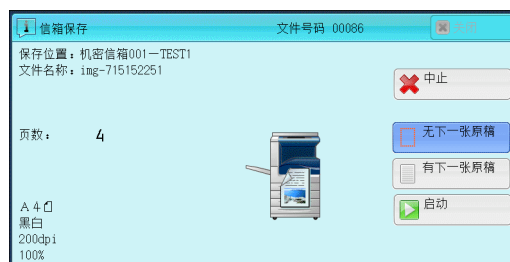 信箱保存
文件号码 00086
关闭
保存位置：机密信箱001－TEST1
文件名称：img-715152251
中止
页数： 4
无下一张原稿
有下一张原稿
启动
A4
黑白
200dpi
100%